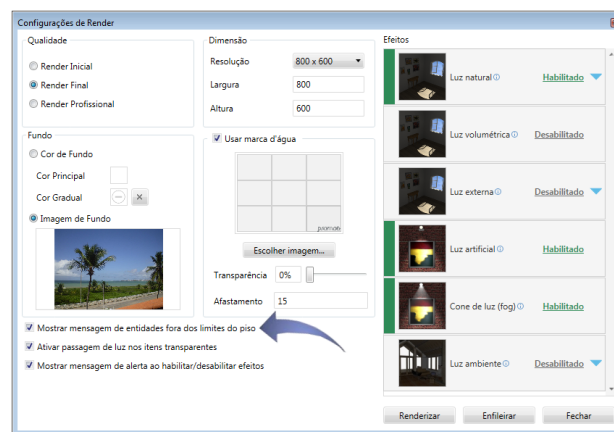 Configurações de Render
Qualidade
Render Inicial
Render Final
Render Profissional
Dimensão
Resolução 800 x 600
Largura 800
Altura 600
Fundo
Cor de Fundo
Cor Principal
Cor Gradual
Imagem de Fundo
Usar marca d'água
promob
Escolher imagem...
Transparência 0%
Afastamento 15
Mostrar mensagem de entidades fora dos limites do piso
Ativar passagem de luz nos itens transparentes
Mostrar mensagem de alerta ao habilitar/desabilitar efeitos
Efeitos
Luz natural Habilitado
Luz volumétrica Desabilitado
Luz externa Desabilitado
Luz artificial Habilitado
Cone de luz (fog) Habilitado
Luz ambiente Desabilitado
Renderizar Enfileirar Fechar